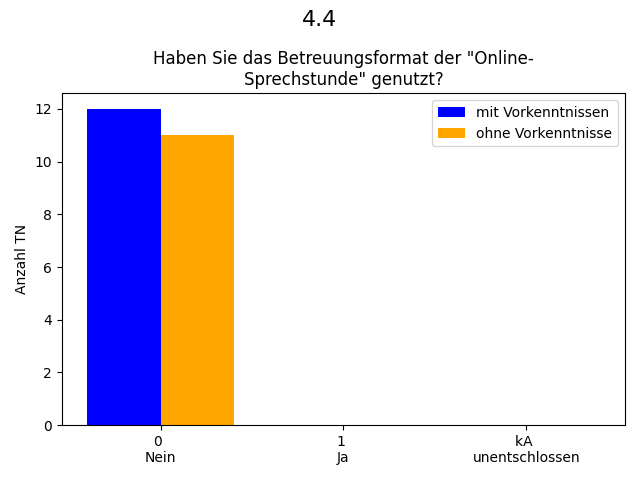 4.4
Haben Sie das Betreuungsformat der "Online-
Sprechstunde" genutzt?
mit Vorkenntnissen
ohne Vorkenntnisse
Anzahl TN
12
10
8
6
4
2
0
0 1 kA
Nein Ja unentschlossen